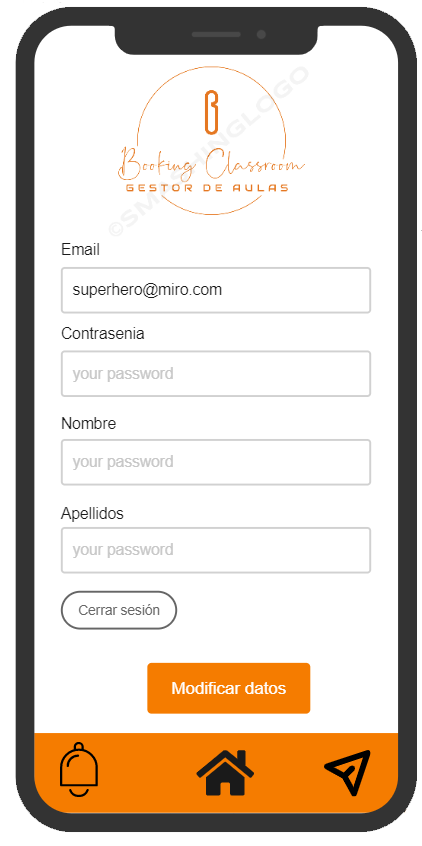 ©SMASHINGLOGO
Booking Classroom
GESTOR DE AULAS
Email
superhero@miro.com
Contrasenia
your password
Nombre
your password
Apellidos
your password
Cerrar sesión
Modificar datos